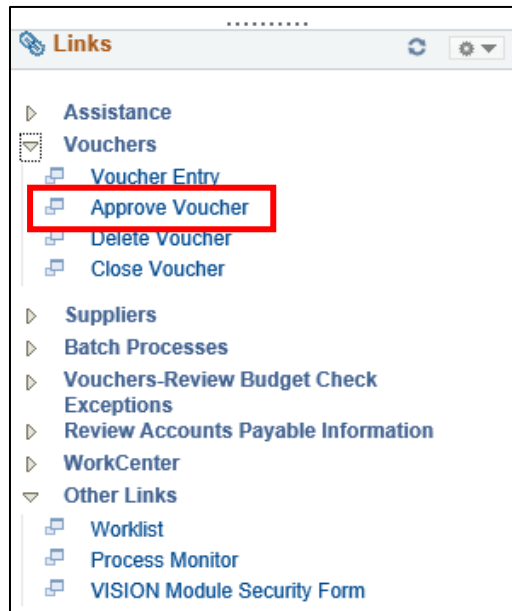 Links
Assistance
Vouchers
Voucher Entry
Approve Voucher
Delete Voucher
Close Voucher
Suppliers
Batch Processes
Vouchers-Review Budget Check
Exceptions
Review Accounts Payable Information
WorkCenter
Other Links
Worklist
Process Monitor
VISION Module Security Form